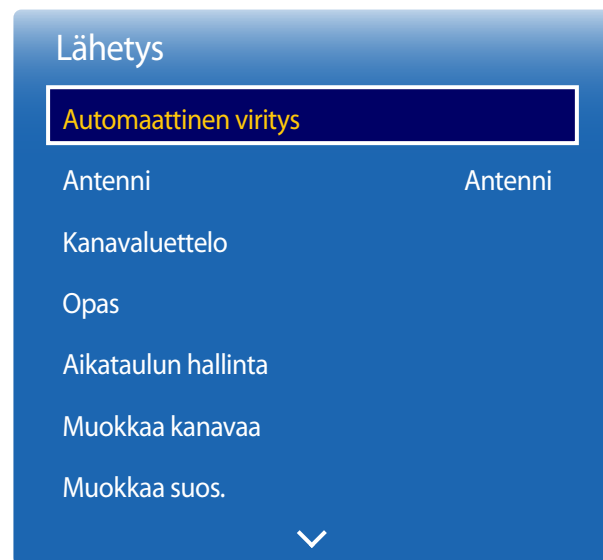 Lähetys
Automaattinen viritys
Antenni Antenni
Kanavaluettelo
Opas
Aikataulun hallinta
Muokkaa kanavaa
Muokkaa suos.